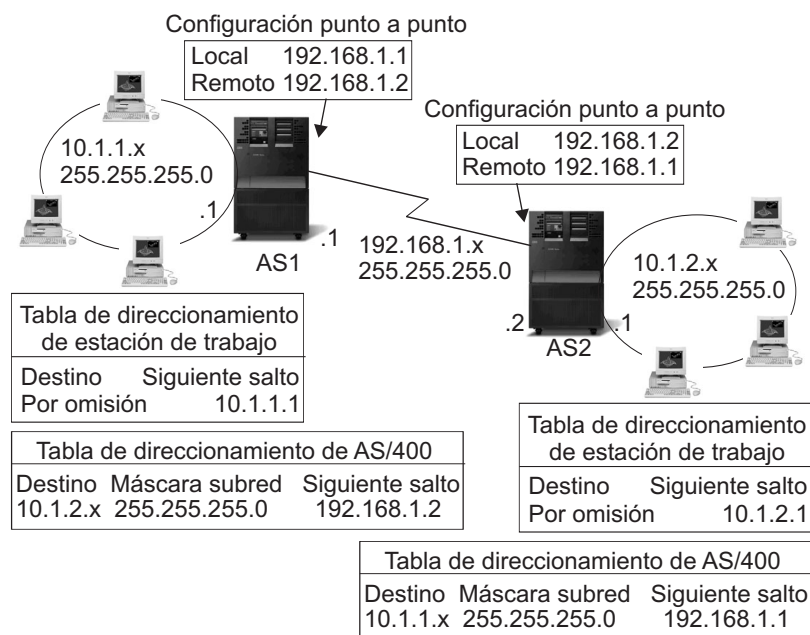 Configuración punto a punto
Local 192.168.1.1
Remoto 192.168.1.2
10.1.1.x
255.255.255.0
.1
.1
AS1
Configuración punto a punto
Local 192.168.1.2
Remoto 192.168.1.1
192.168.1.x
255.255.255.0
10.1.2.x
255.255.255.0
.2
.1
AS2
Tabla de direccionamiento
de estación de trabajo
Destino Siguiente salto
Por omisión 10.1.1.1
Tabla de direccionamiento de AS/400
Destino Máscara subred Siguiente salto
10.1.2.x 255.255.255.0 192.168.1.2
Tabla de direccionamiento
de estación de trabajo
Destino Siguiente salto
Por omisión 10.1.2.1
Tabla de direccionamiento de AS/400
Destino Máscara subred Siguiente salto
10.1.1.x 255.255.255.0 192.168.1.1